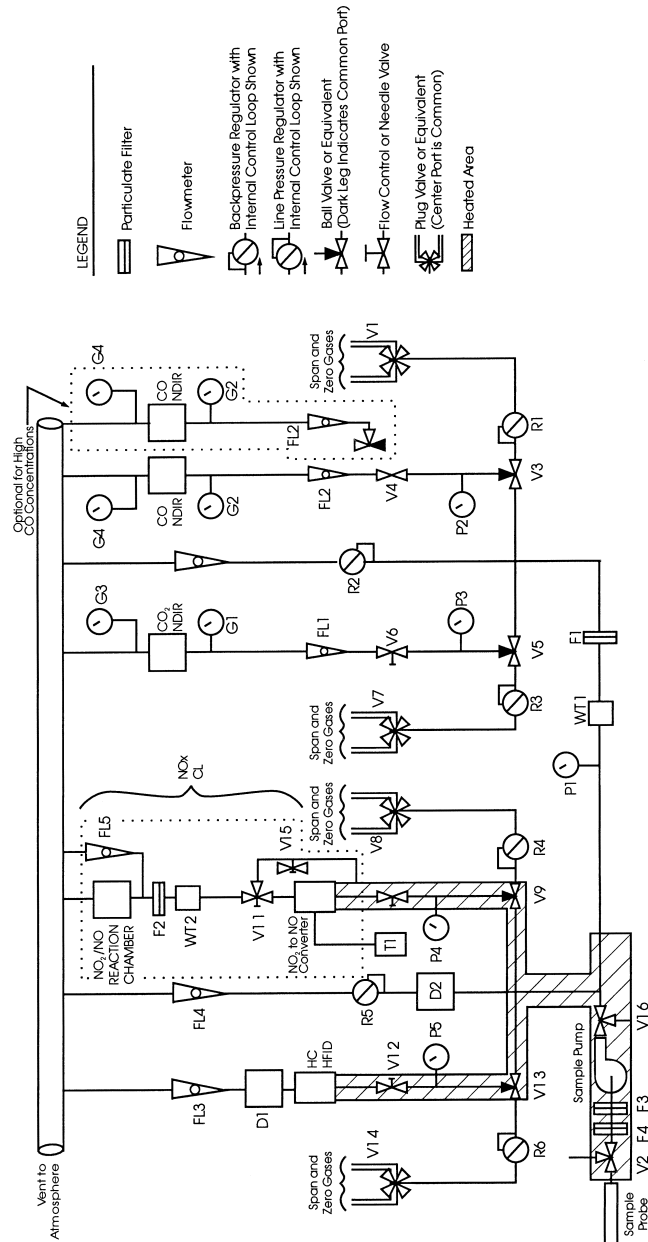 Vent to
Atmosphere
Optional for High
CO Concentrations
G3
G4
G4
CO2
NDIR
CO
NDIR
CO
NDIR
G1
G2
G2
NOx
CL
FL5
NO2/NO
REACTION
CHAMBER
F2
WT2
V11
V15
NO2 to NO
Converter
T1
FL3
FL4
FL1
FL2
FL2
D1
HC
HFID
R5
D2
R2
V6
V4
V12
P5
P4
P3
P2
V14
Span and
Zero Gases
V8
Span and
Zero Gases
V7
Span and
Zero Gases
V1
Span and
Zero Gases
R6
V13
V9
R4
R3
V5
V3
R1
P1
WT1
F1
Sample Pump
Sample
Probe
V2
F4
F3
V16
LEGEND
Particulate Filter
Flowmeter
Backpressure Regulator with
Internal Control Loop Shown
Line Pressure Regulator with
Internal Control Loop Shown
Ball Valve or Equivalent
(Dark Leg Indicates Common Port)
Flow Control or Needle Valve
Plug Valve or Equivalent
(Center Port is Common)
Heated Area